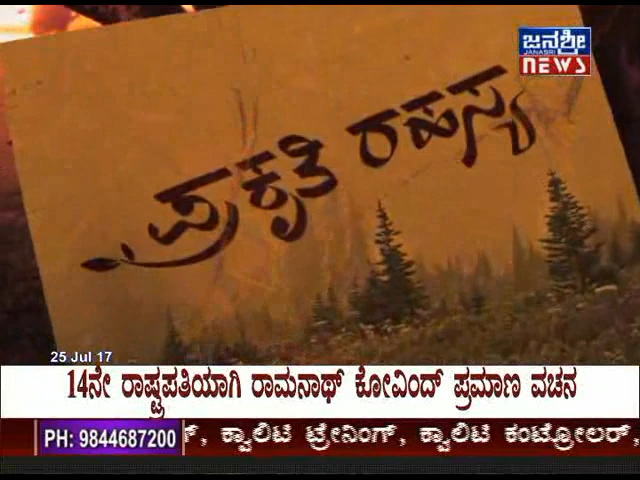 ಜನಶ್ರೀ
JANASRI
NEWS
ಪ್ರಕೃತಿ ರಹಸ್ಯ
25 Jul 17
14ನೇ ರಾಷ್ಟ್ರಪತಿಯಾಗಿ ರಾಮನಾಥ್ ಕೋವಿಂದ್ ಪ್ರಮಾಣ ವಚನ
PH: 9844687200 ಕ್ವಾಲಿಟಿ ಟ್ರೇನಿಂಗ್, ಕ್ವಾಲಿಟಿ ಕಂಟ್ರೋಲರ್,